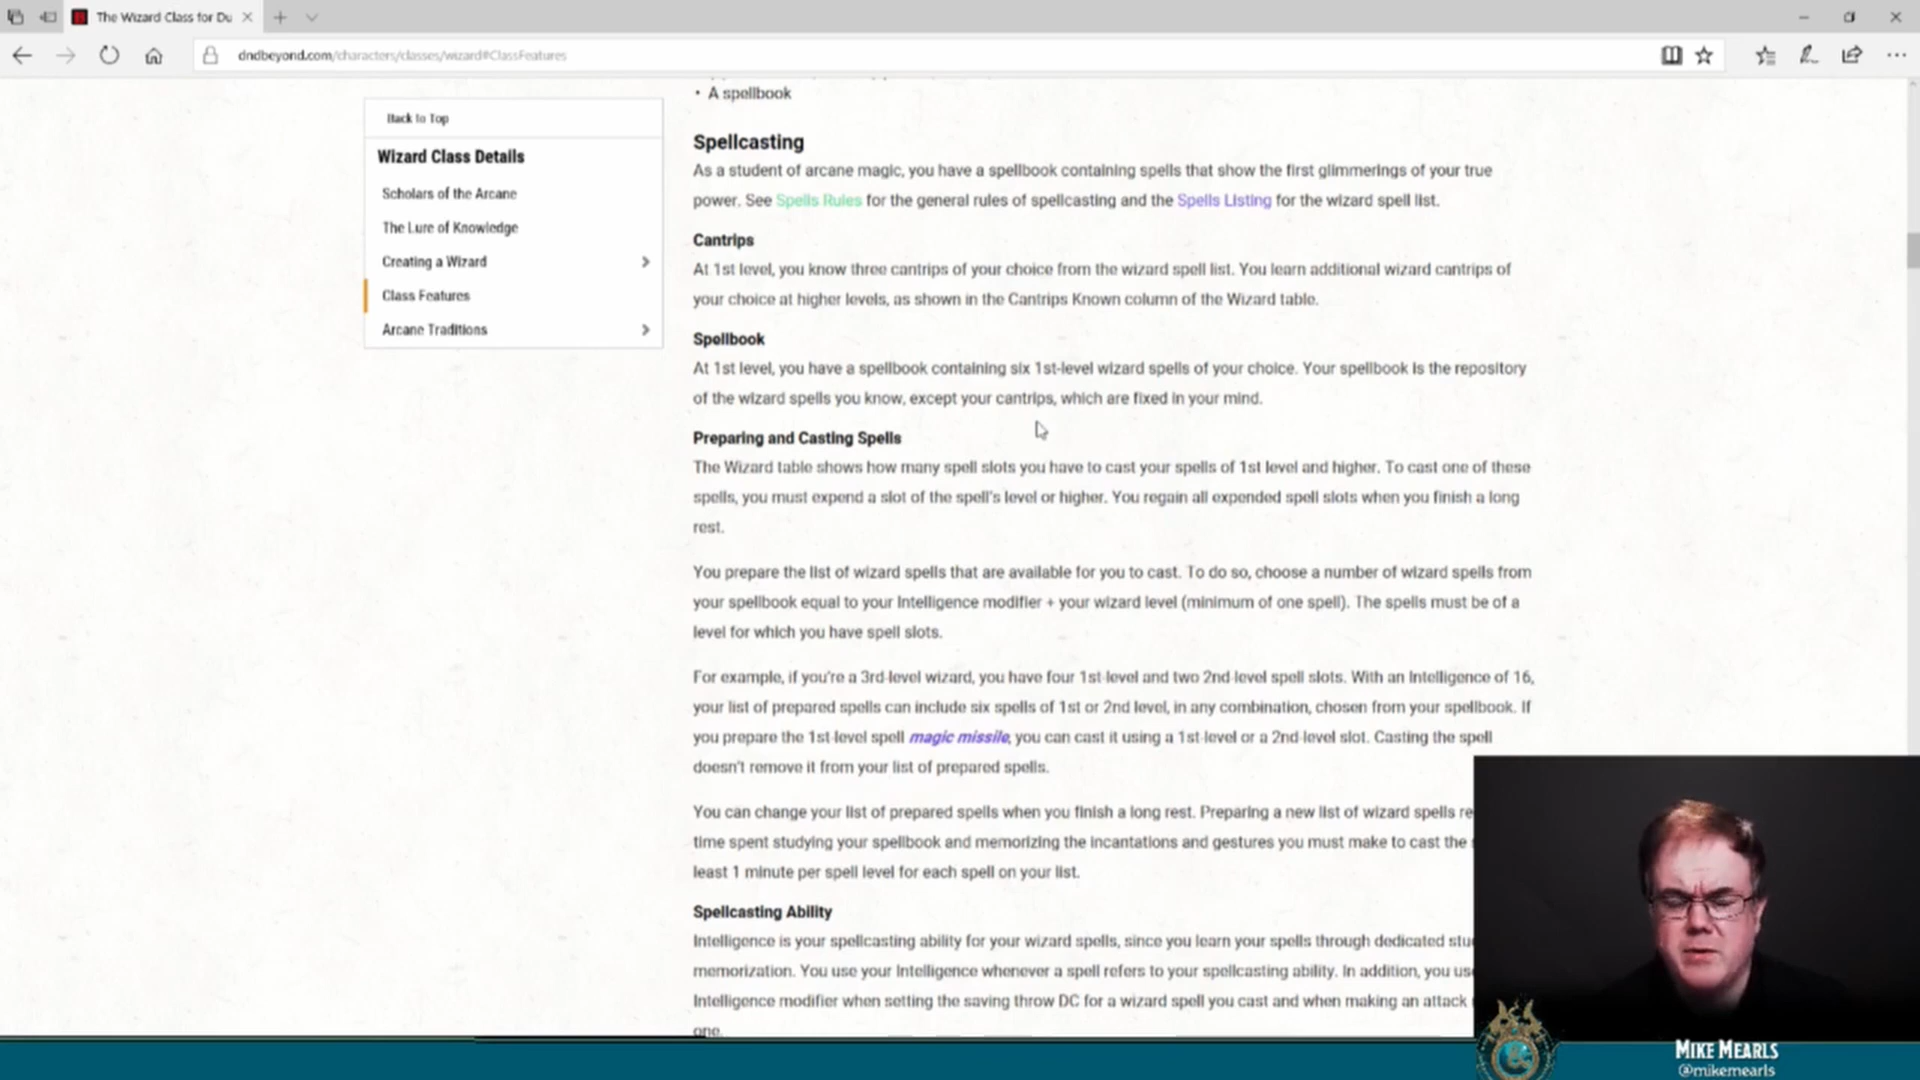 The Wizard Class for Du
dndbeyond.com/characters/classes/wizard#ClassFeatures
Back to Top
Wizard Class Details
Scholars of the Arcane
The Lure of Knowledge
Creating a Wizard
Class Features
Arcane Traditions
• A spellbook
Spellcasting
As a student of arcane magic, you have a spellbook containing spells that show the first glimmerings of your true
power. See Spells Rules for the general rules of spellcasting and the Spells Listing for the wizard spell list.
Cantrips
At 1st level, you know three cantrips of your choice from the wizard spell list. You learn additional wizard cantrips of
your choice at higher levels, as shown in the Cantrips Known column of the Wizard table.
Spellbook
At 1st level, you have a spellbook containing six 1st-level wizard spells of your choice. Your spellbook is the repository
of the wizard spells you know, except your cantrips, which are fixed in your mind.
Preparing and Casting Spells
The Wizard table shows how many spell slots you have to cast your spells of 1st level and higher. To cast one of these
spells, you must expend a slot of the spell's level or higher. You regain all expended spell slots when you finish a long
rest.
You prepare the list of wizard spells that are available for you to cast. To do so, choose a number of wizard spells from
your spellbook equal to your Intelligence modifier + your wizard level (minimum of one spell). The spells must be of a
level for which you have spell slots.
For example, if you're a 3rd-level wizard, you have four 1st-level and two 2nd-level spell slots. With an Intelligence of 16,
your list of prepared spells can include six spells of 1st or 2nd level, in any combination, chosen from your spellbook. If
you prepare the 1st-level spell magic missile, you can cast it using a 1st-level or a 2nd-level slot. Casting the spell
doesn't remove it from your list of prepared spells.
You can change your list of prepared spells when you finish a long rest. Preparing a new list of wizard spells re
time spent studying your spellbook and memorizing the incantations and gestures you must make to cast the
least 1 minute per spell level for each spell on your list.
Spellcasting Ability
Intelligence is your spellcasting ability for your wizard spells, since you learn your spells through dedicated stu
memorization. You use your Intelligence whenever a spell refers to your spellcasting ability. In addition, you us
Intelligence modifier when setting the saving throw DC for a wizard spell you cast and when making an attack
one.
MIKE MEARLS
@mikemearls